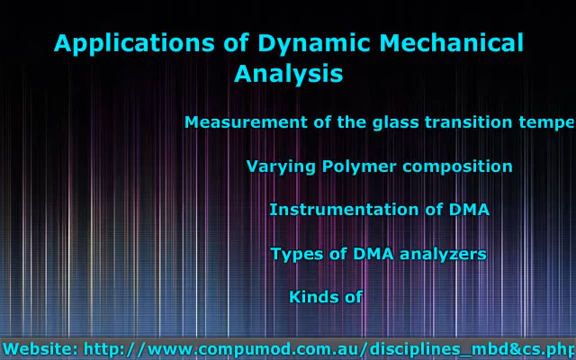 Applications of Dynamic Mechanical
Analysis
Measurement of the glass transition tempe
Varying Polymer composition
Instrumentation of DMA
Types of DMA analyzers
Kinds of
Website: http://www.compumod.com.au/disciplines_mbd&cs.php